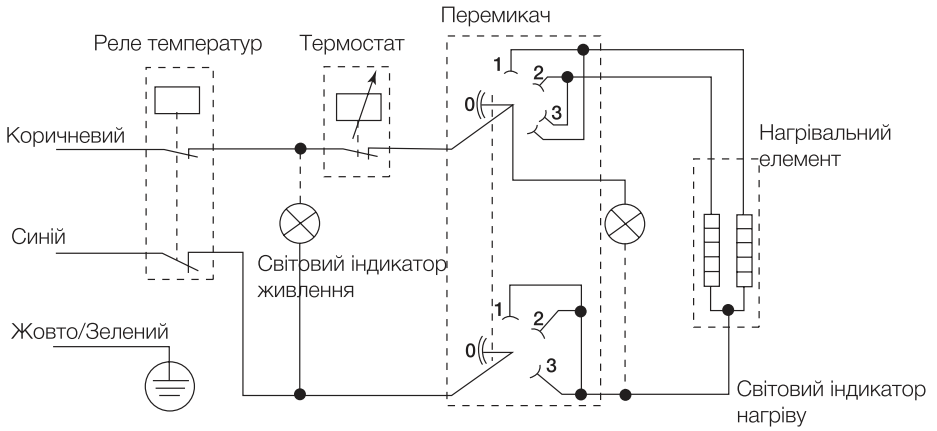 Перемикач
Реле температур
Термостат
1
2
0
3
Коричневий
Нагрівальний
елемент
Синій
Світовий індикатор
живлення
1
2
Жовто/Зелений
0
3
Світовий індикатор
нагріву